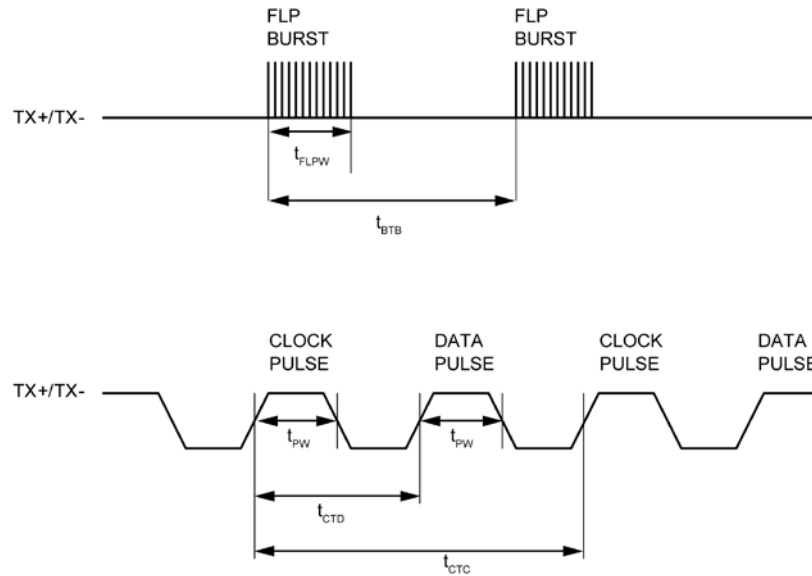 FLP
BURST
FLP
BURST
TX+/TX-
tFLPW
tBTB
CLOCK
PULSE
DATA
PULSE
CLOCK
PULSE
DATA
PULSE
TX+/TX-
tPW
tPW
tCTD
tCTC